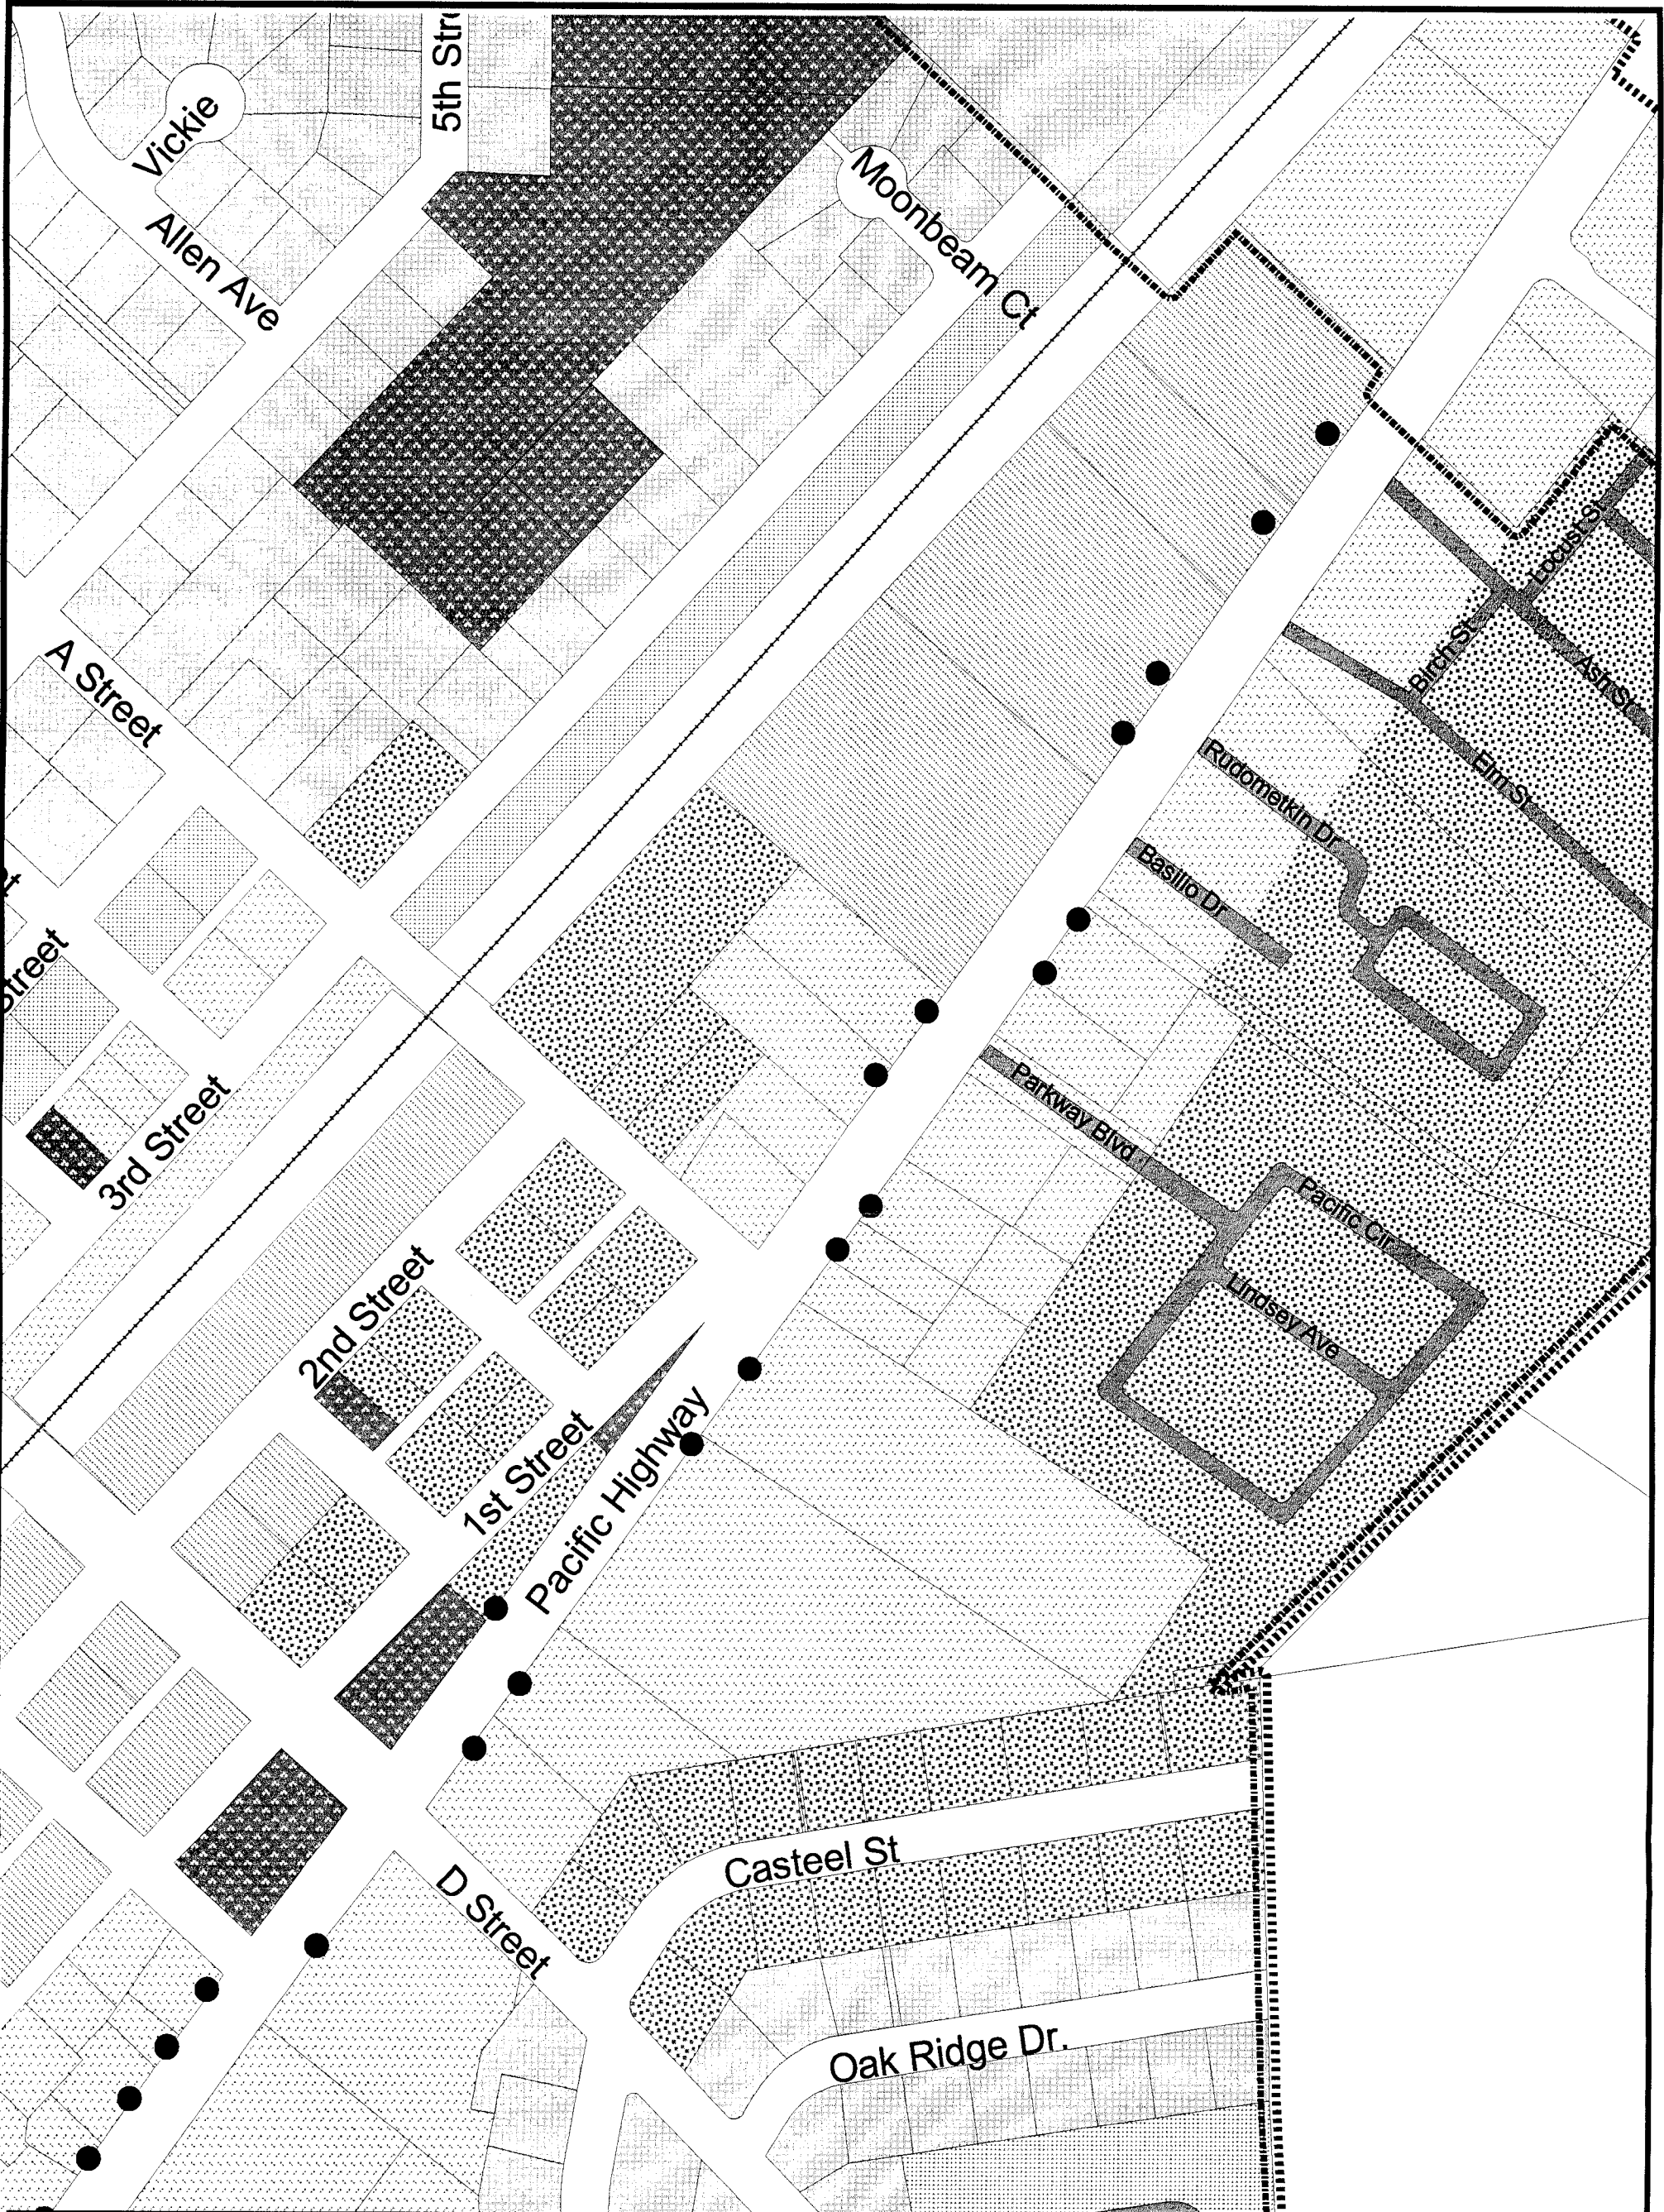 5th Str
Vickie
Allen Ave
Moonbeam Ct
Locust St
Birch St
Ash St
A Street
Elm St
Rudometkin Dr
Basilio Dr
Street
3rd Street
Parkway Blvd
Pacific Cir
2nd Street
Lindsey Ave
1st Street
Pacific Highway
Casteel St
D Street
Oak Ridge Dr.